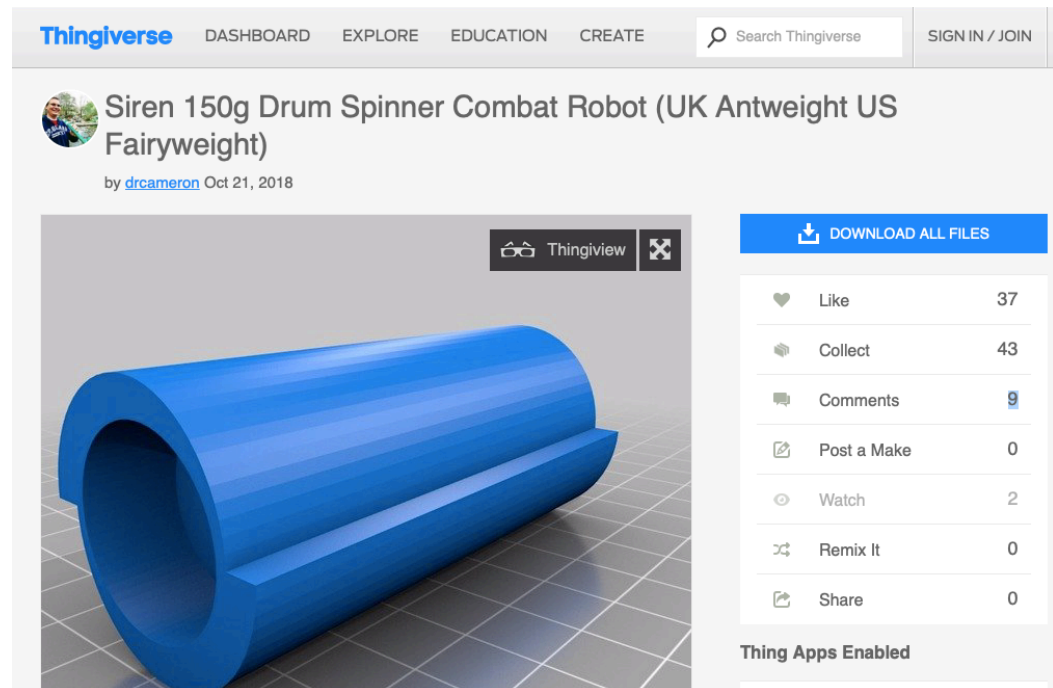 Thingiverse DASHBOARD EXPLORE EDUCATION CREATE Search Thingiverse SIGN IN / JOIN
Siren 150g Drum Spinner Combat Robot (UK Antweight US
Fairyweight)
by drcameron Oct 21, 2018
Thingiview
DOWNLOAD ALL FILES
Like 37
Collect 43
Comments 9
Post a Make 0
Watch 2
Remix It 0
Share 0
Thing Apps Enabled